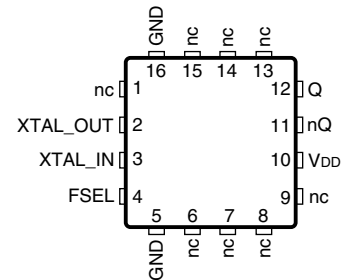 GND nc nc nc
16 15 14 13
nc 1 12 Q
XTAL_OUT 2 11 nQ
XTAL_IN 3 10 VDD
FSEL 4 9 nc
5 6 7 8
GND nc nc nc